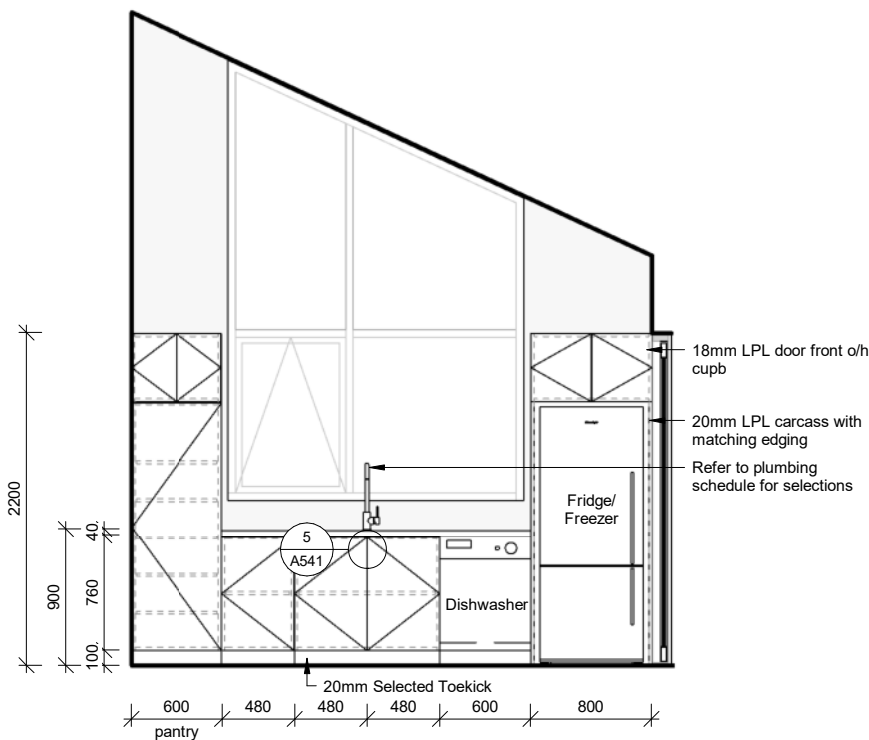 18mm LPL door front o/h
cupb
20mm LPL carcass with
matching edging
Refer to plumbing
schedule for selections
Fridge/
Freezer
2200
900
40.
760
100.
5
A541
Dishwasher
20mm Selected Toekick
600
480
480
480
600
800
pantry